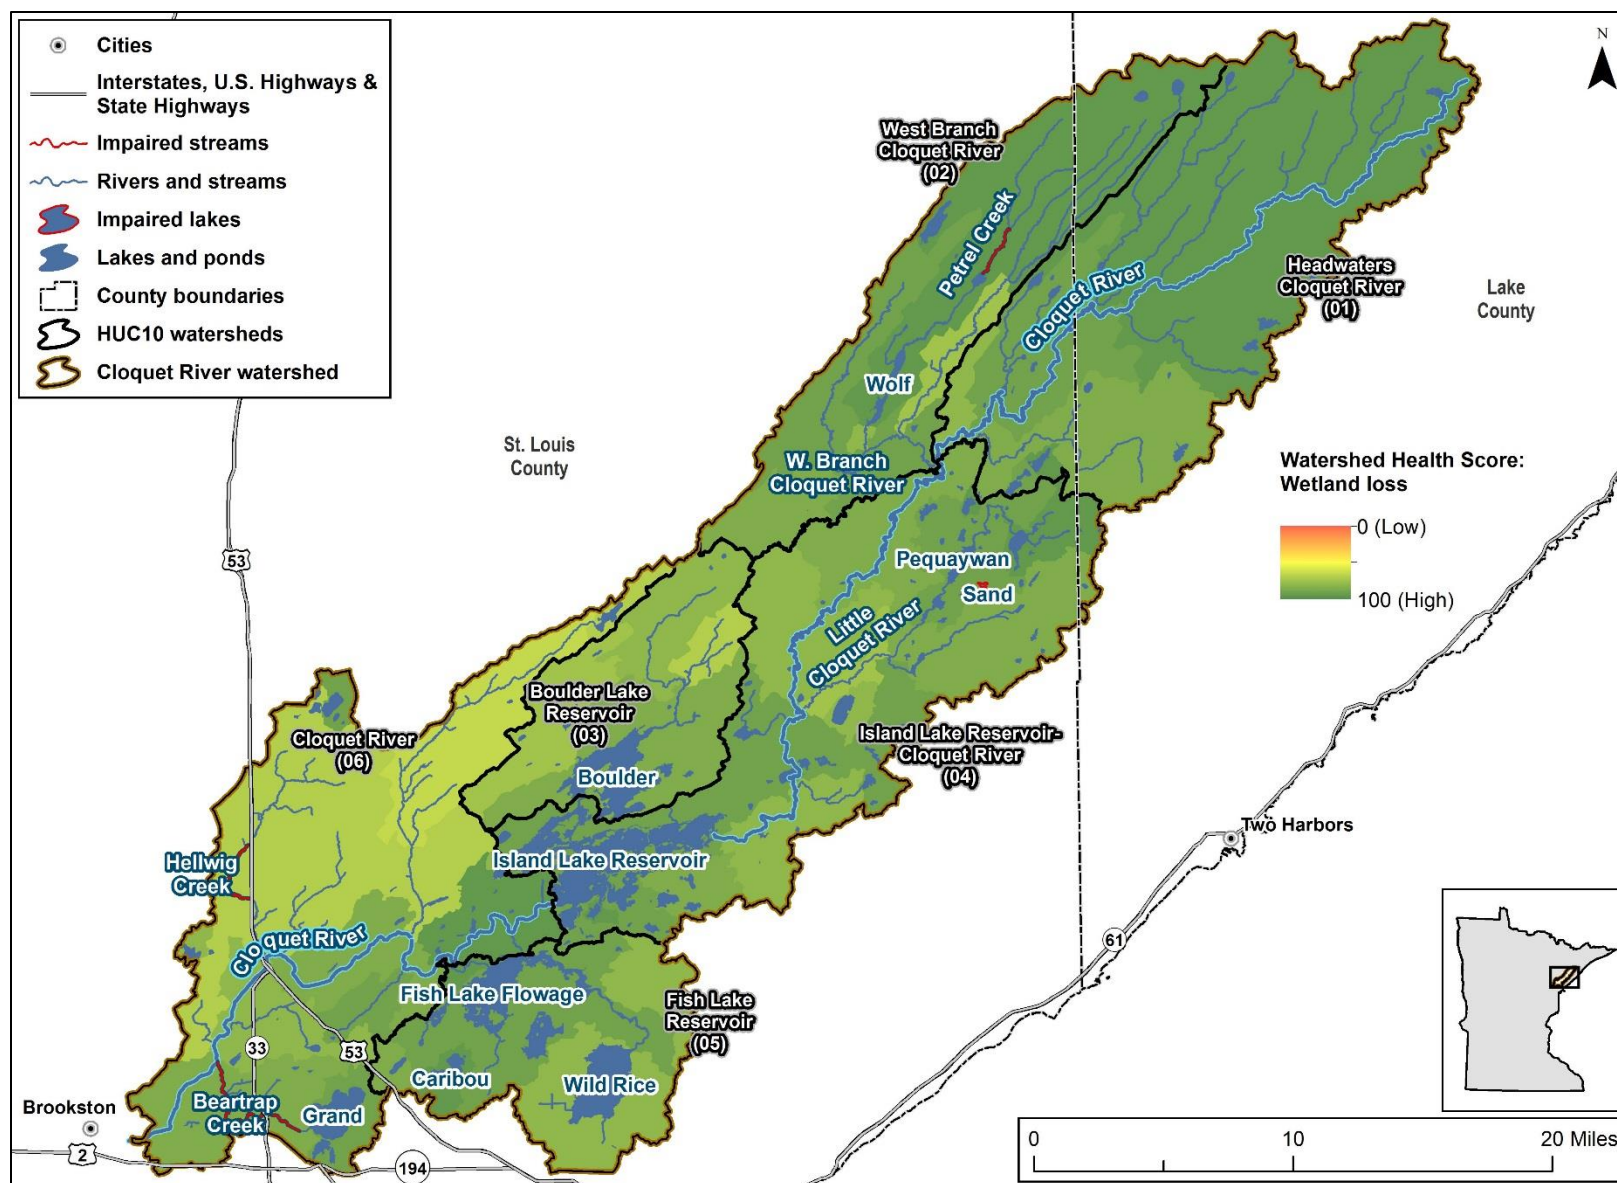 Cities
Interstates, U.S. Highways &
State Highways
Impaired streams
Rivers and streams
Impaired lakes
Lakes and ponds
County boundaries
HUC10 watersheds
Cloquet River watershed
N
West Branch
Cloquet River
(02)
Petrel Creek
Cloquet River
Headwaters
Cloquet River
(01)
Lake
County
Wolf
St. Louis
County
W. Branch
Cloquet River
Watershed Health Score:
Wetland loss
0 (Low)
100 (High)
53
Pequaywan
Sand
Little
Cloquet River
Boulder Lake
Reservoir
(03)
Cloquet River
(06)
Island Lake Reservoir-
Cloquet River
(04)
Boulder
Two Harbors
Island Lake Reservoir
Hellwig
Creek
Cloquet River
61
Fish Lake Flowage
Fish Lake
Reservoir
(05)
33
53
Caribou
Wild Rice
Brookston
Beartrap
Creek
Grand
2
194
0
10
20 Miles